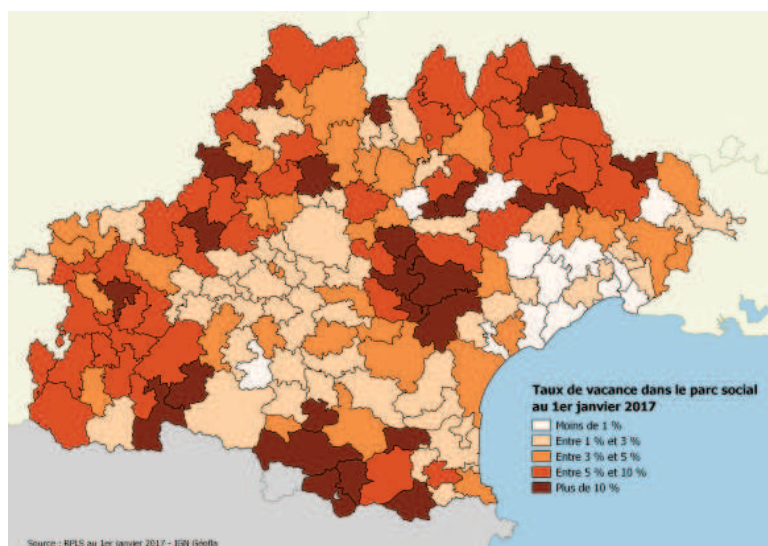 Taux de vacance dans le parc social
au 1er janvier 2017
Moins de 1 %
Entre 1 % et 3 %
Entre 3 % et 5 %
Entre 5 % et 10 %
Plus de 10 %
Source : RPLS au 1er janvier 2017 - IGN Géofla